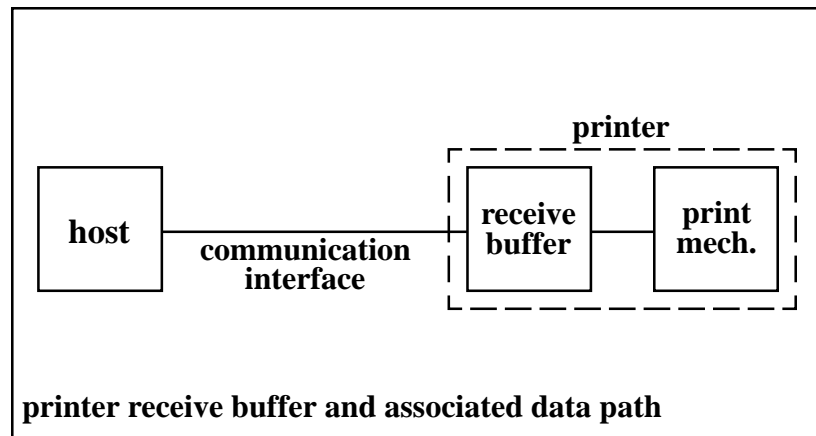 printer
host
receive
buffer
print
mech.
communication
interface
printer receive buffer and associated data path